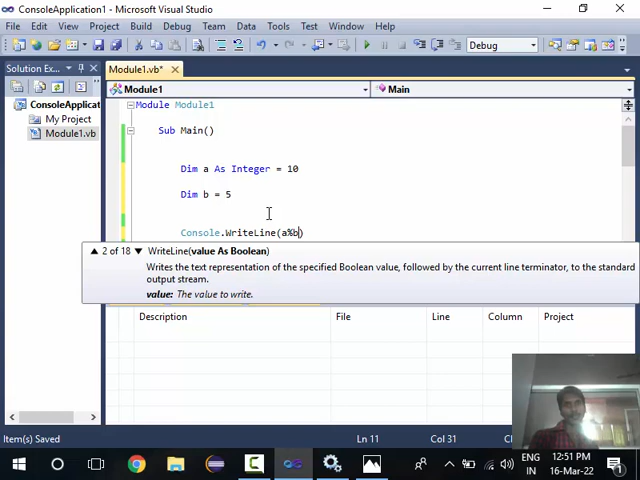 ConsoleApplication1 - Microsoft Visual Studio
File Edit View Project Build Debug Team Data Tools Test Window Help
Debug
Solution Ex...
Module1.vb*
Module1
Main
ConsoleApplicat
My Project
Module1.vb
Module Module1
Sub Main()
Dim a As Integer = 10
Dim b = 5
Console.WriteLine(a%b)
2 of 18 WriteLine(value As Boolean)
Writes the text representation of the specified Boolean value, followed by the current line terminator, to the standard
output stream.
value: The value to write.
Description File Line Column Project
Item(s) Saved Ln 11 Col 31
ENG 12:51 PM
IN 16-Mar-22
1